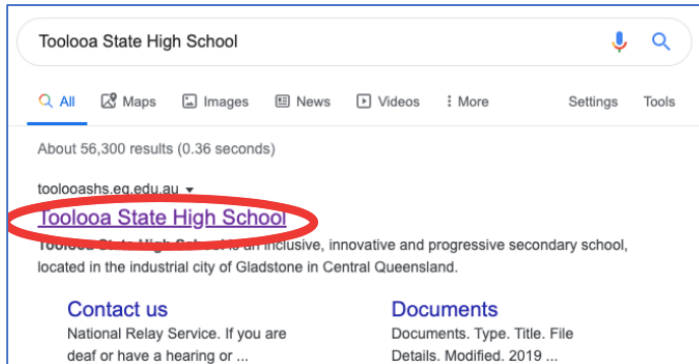 Toolooa State High School
All Maps Images News Videos More Settings Tools
About 56,300 results (0.36 seconds)
toolooashs.eq.edu.au
Toolooa State High School
Toolooa State High School is an inclusive, innovative and progressive secondary school,
located in the industrial city of Gladstone in Central Queensland.
Contact us
National Relay Service. If you are
deaf or have a hearing or ...
Documents
Documents. Type. Title. File
Details. Modified. 2019 ...